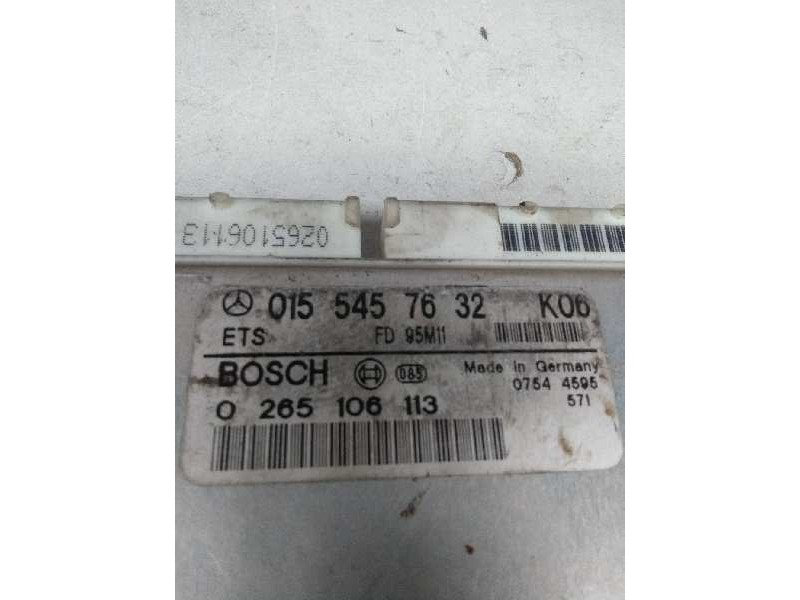 0265106113
015 545 76 32 K06
ETS FD 95M11
BOSCH 085 Made in Germany
0 265 106 113 0754 4595
571